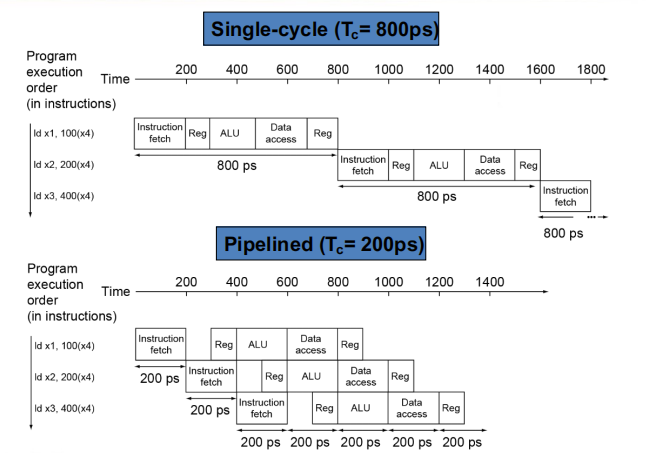 Single-cycle (Tc= 800ps)
Program
execution
order
(in instructions)
Time
200 400 600 800 1000 1200 1400 1600 1800
ld x1, 100(x4)
Instruction
fetch
Reg
ALU
Data
access
Reg
800 ps
ld x2, 200(x4)
Instruction
fetch
Reg
ALU
Data
access
Reg
800 ps
ld x3, 400(x4)
Instruction
fetch
...
800 ps
Pipelined (Tc= 200ps)
Program
execution
order
(in instructions)
Time
200 400 600 800 1000 1200 1400
ld x1, 100(x4)
Instruction
fetch
Reg
ALU
Data
access
Reg
200 ps
ld x2, 200(x4)
Instruction
fetch
Reg
ALU
Data
access
Reg
200 ps
ld x3, 400(x4)
Instruction
fetch
Reg
ALU
Data
access
Reg
200 ps 200 ps 200 ps 200 ps 200 ps